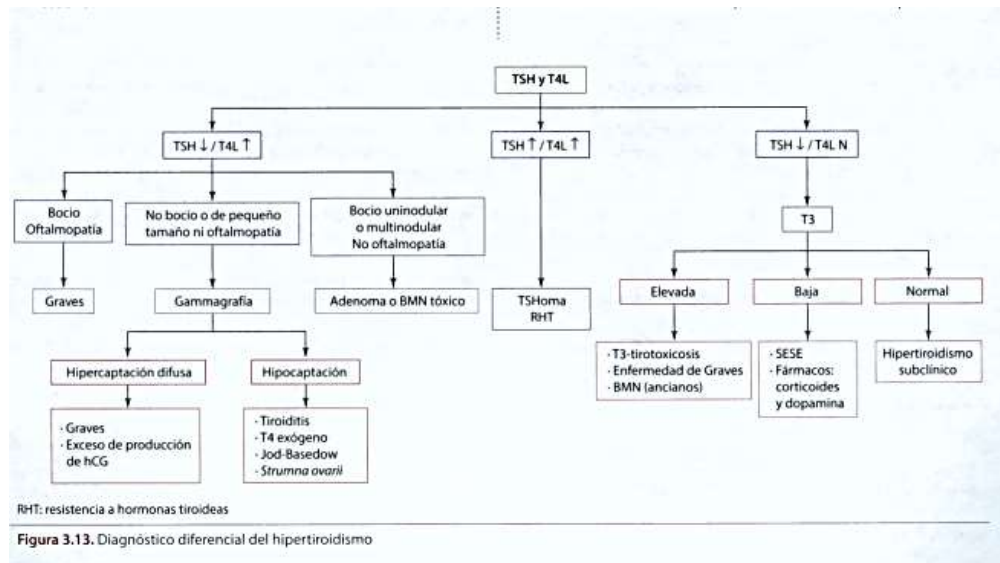 TSH y T4L
TSH ↓ / T4L ↑
TSH ↑ / T4L ↑
TSH ↓ / T4L N
Bocio
Oftalmopatía
No bocio o de pequeño
tamaño ni oftalmopatía
Bocio uninodular
o multinodular
No oftalmopatía
T3
Graves
Gammagrafía
Adenoma o BMN tóxico
TSHoma
RHT
Elevada
Baja
Normal
Hipercaptación difusa
Hipocaptación
· T3-tirotoxicosis
· Enfermedad de Graves
· BMN (ancianos)
· SESE
· Fármacos:
corticoides
y dopamina
Hipertiroidismo
subclínico
· Graves
· Exceso de producción
de hCG
· Tiroiditis
· T4 exógeno
· Jod-Basedow
· Strumna ovarii
RHT: resistencia a hormonas tiroideas
Figura 3.13. Diagnóstico diferencial del hipertiroidismo